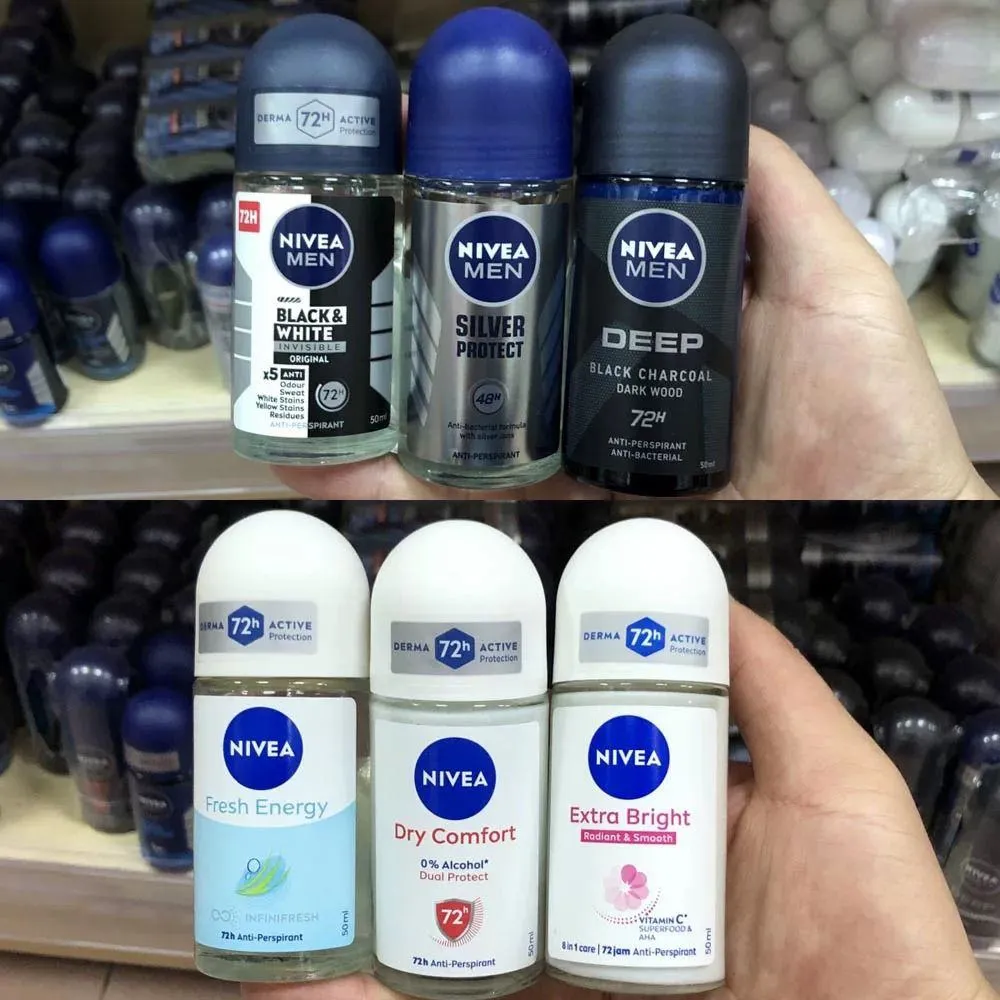 DERMA 72H ACTIVE
Protection
72H
NIVEA
MEN
BLACK &
WHITE
INVISIBLE
ORIGINAL
x5 ANTI
Odour
Sweat
White Stains
Yellow Stains
Residues
72H
ANTI-PERSPIRANT
50ml
NIVEA
MEN
SILVER
PROTECT
48H
Anti-bacterial formula
with silver ions
ANTI-PERSPIRANT
NIVEA
MEN
DEEP
BLACK CHARCOAL
DARK WOOD
72H
ANTI-PERSPIRANT
ANTI-BACTERIAL
50ml
DERMA 72h ACTIVE
Protection
NIVEA
Fresh Energy
INFINIFRESH
72h Anti-Perspirant
50ml
DERMA 72h ACTIVE
Protection
NIVEA
Dry Comfort
0% Alcohol*
Dual Protect
72h
72h Anti-Perspirant
50ml
DERMA 72h ACTIVE
Protection
NIVEA
Extra Bright
Radiant & Smooth
VITAMIN C*
SUPERFOOD &
AHA
8 in 1 care | 72jam Anti-Perspirant
50ml